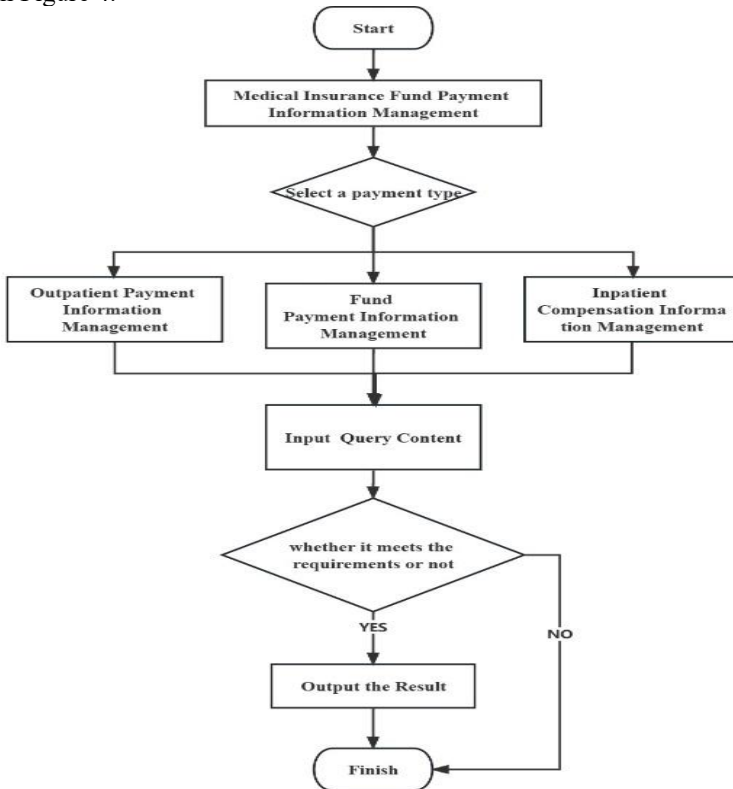 n Figure 4.
Start
Medical Insurance Fund Payment
Information Management
Select a payment type
Outpatient Payment
Information
Management
Fund
Payment Information
Management
Inpatient
Compensation Informa
tion Management
Input Query Content
whether it meets the
requirements or not
YES
NO
Output the Result
Finish